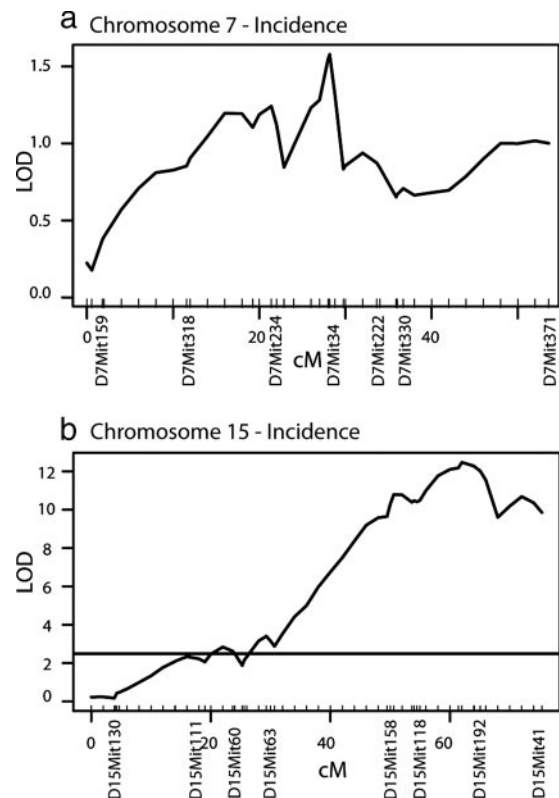 a Chromosome 7 - Incidence
1.5
1.0
0.5
0.0
LOD
0 20 40
D7Mit159 D7Mit318 D7Mit234 D7Mit34 D7Mit222 D7Mit330 D7Mit371
cM
b Chromosome 15 - Incidence
12
10
8
6
4
2
0
LOD
0 20 40 60
D15Mit130 D15Mit111 D15Mit60 D15Mit63 D15Mit158 D15Mit118 D15Mit192 D15Mit41
cM